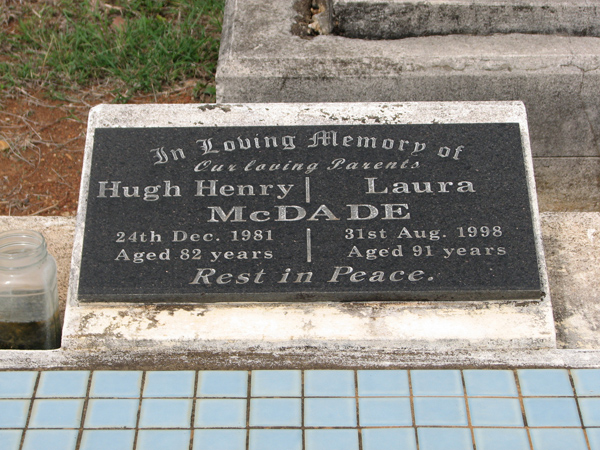 In Loving Memory of
Our loving Parents
Hugh Henry | Laura
McDADE
24th Dec. 1981 | 31st Aug. 1998
Aged 82 years | Aged 91 years
Rest in Peace.